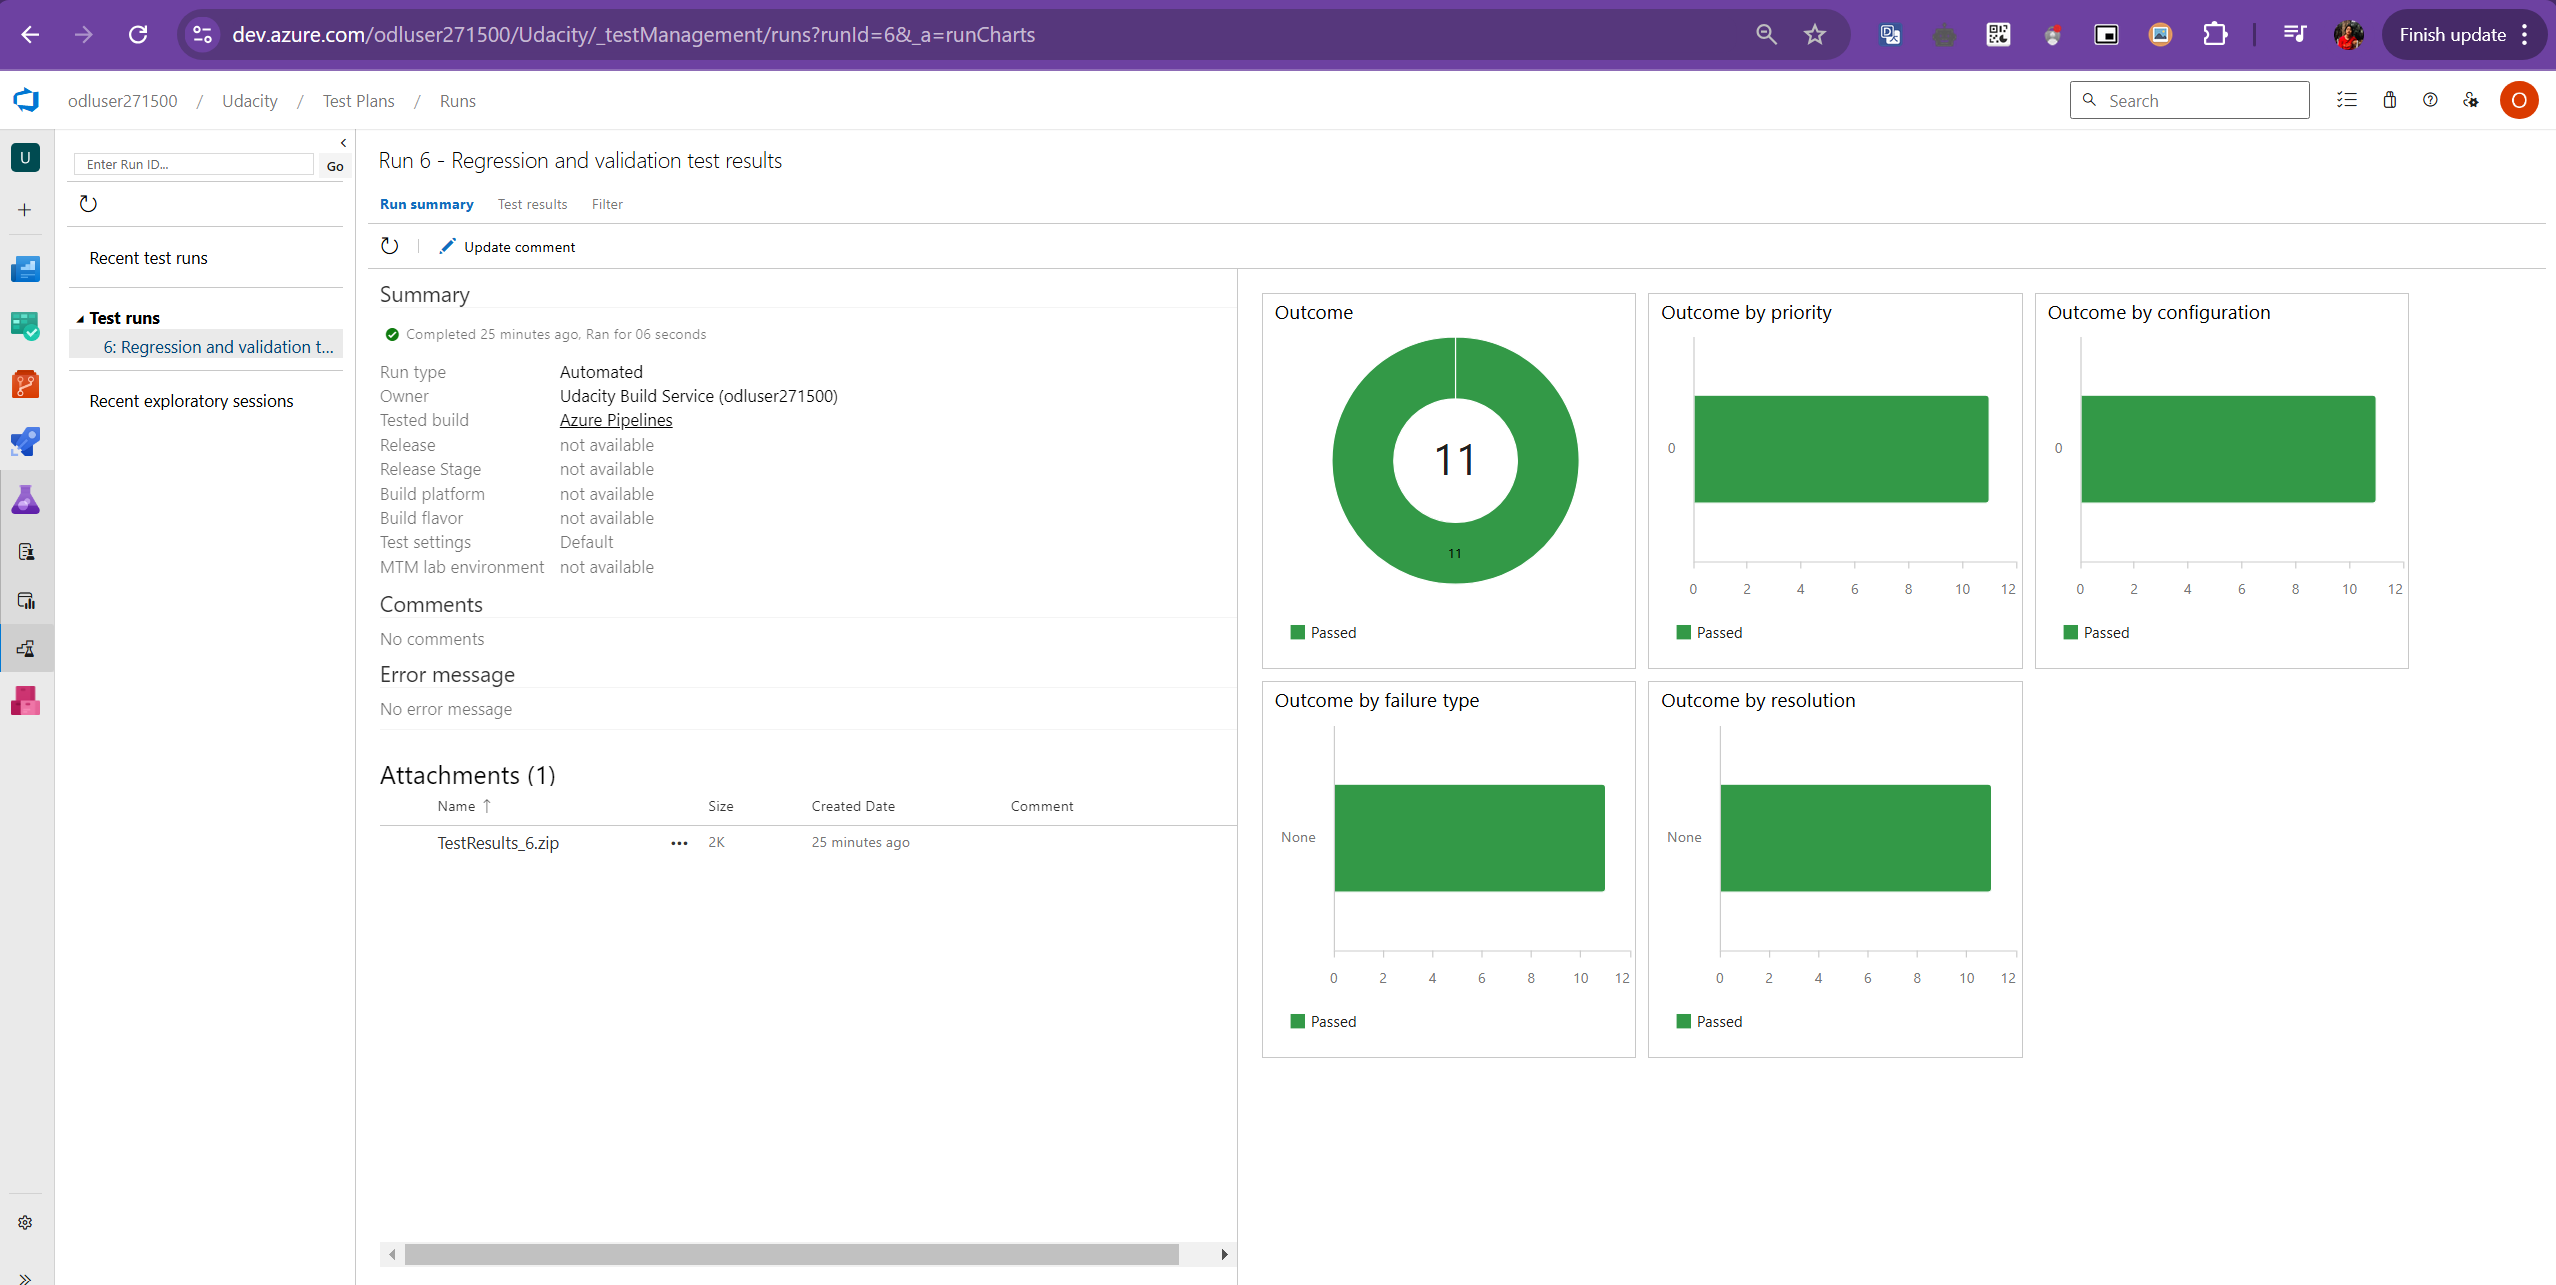 dev.azure.com/odluser271500/Udacity/_testManagement/runs?runId=6&_a=runCharts
Finish update
odluser271500 / Udacity / Test Plans / Runs
Search
O
U
Enter Run ID...
Go
Recent test runs
Test runs
6: Regression and validation t...
Recent exploratory sessions
Run 6 - Regression and validation test results
Run summary Test results Filter
Update comment
Summary
Completed 25 minutes ago, Ran for 06 seconds
Run type Automated
Owner Udacity Build Service (odluser271500)
Tested build Azure Pipelines
Release not available
Release Stage not available
Build platform not available
Build flavor not available
Test settings Default
MTM lab environment not available
Comments
No comments
Error message
No error message
Attachments (1)
Name ↑ Size Created Date Comment
TestResults_6.zip ... 2K 25 minutes ago
Outcome
11
11
Passed
Outcome by priority
0
0 2 4 6 8 10 12
Passed
Outcome by configuration
0
0 2 4 6 8 10 12
Passed
Outcome by failure type
None
0 2 4 6 8 10 12
Passed
Outcome by resolution
None
0 2 4 6 8 10 12
Passed